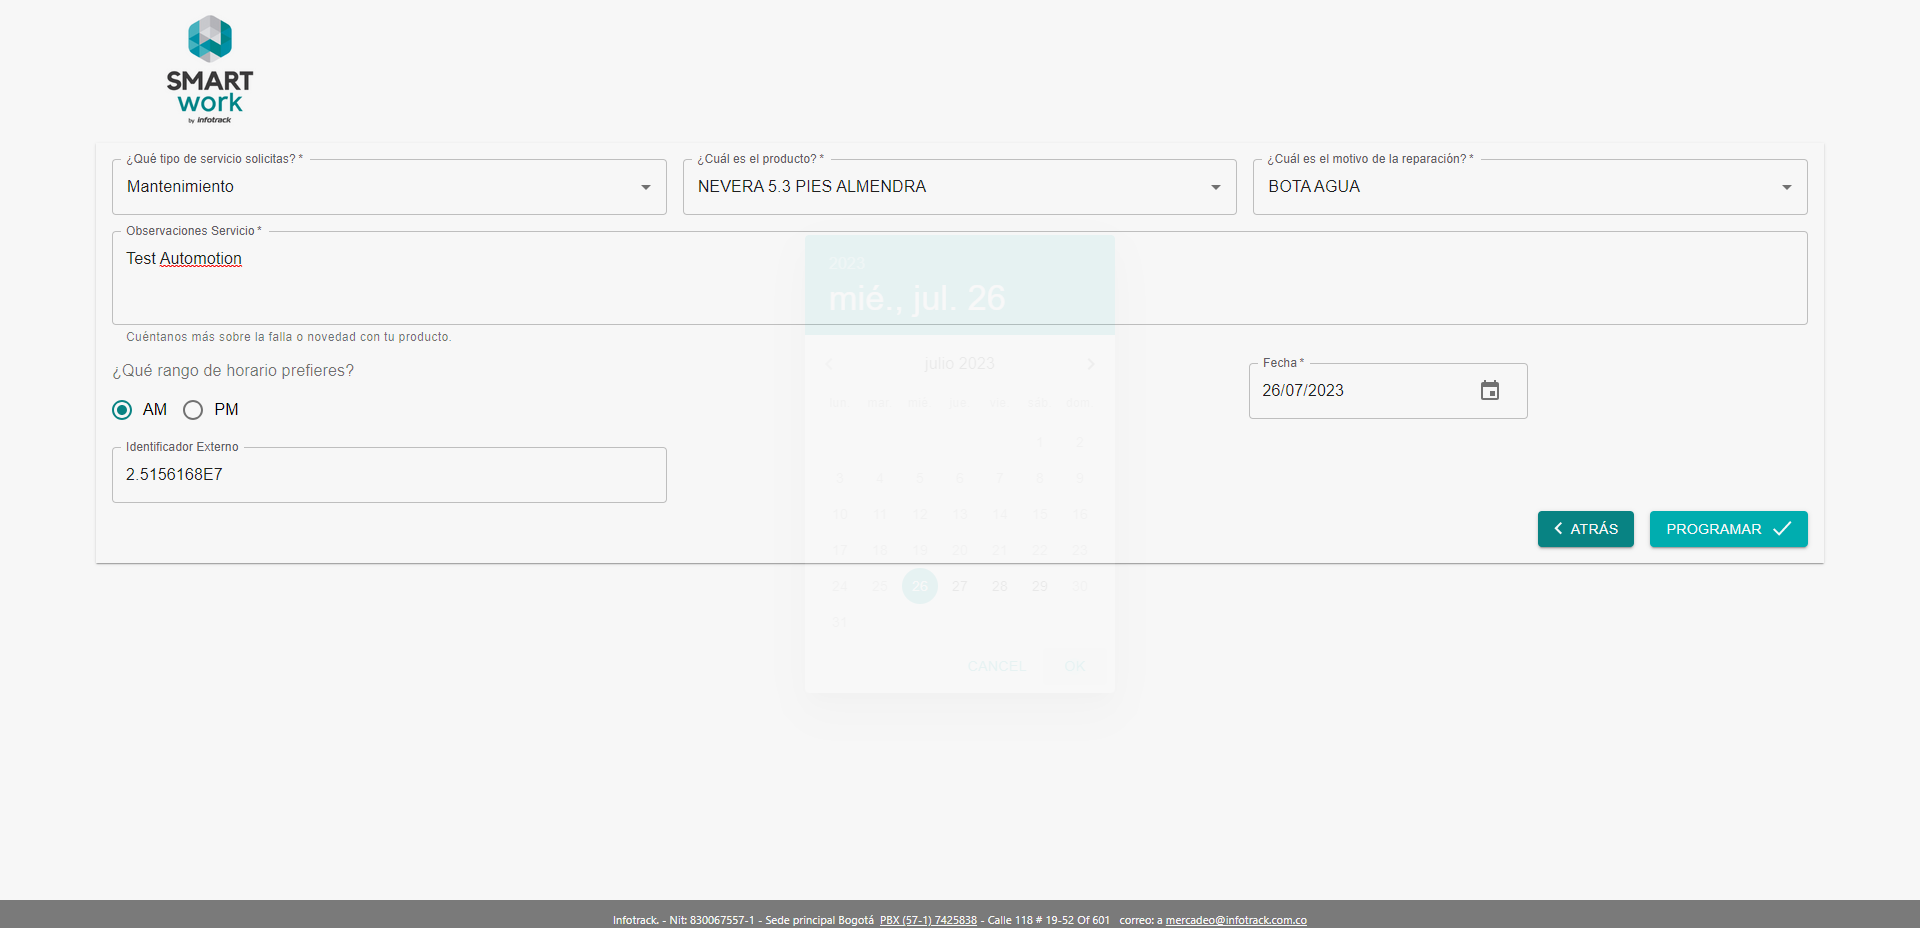 SMART
work
by infotrack
¿Qué tipo de servicio solicitas? *
Mantenimiento
¿Cuál es el producto? *
NEVERA 5.3 PIES ALMENDRA
¿Cuál es el motivo de la reparación? *
BOTA AGUA
Observaciones Servicio *
Test Automotion
Cuéntanos más sobre la falla o novedad con tu producto.
2023
mié., jul. 26
julio 2023
lun mar mié jue vie sáb dom
1 2
3 4 5 6 7 8 9
10 11 12 13 14 15 16
17 18 19 20 21 22 23
24 25 26 27 28 29 30
31
CANCEL OK
¿Qué rango de horario prefieres?
AM PM
Fecha *
26/07/2023
Identificador Externo
2.5156168E7
ATRÁS
PROGRAMAR
Infotrack. - Nit: 830067557-1 - Sede principal Bogotá PBX (57-1) 7425838 - Calle 118 # 19-52 Of 601 correo: a mercadeo@infotrack.com.co